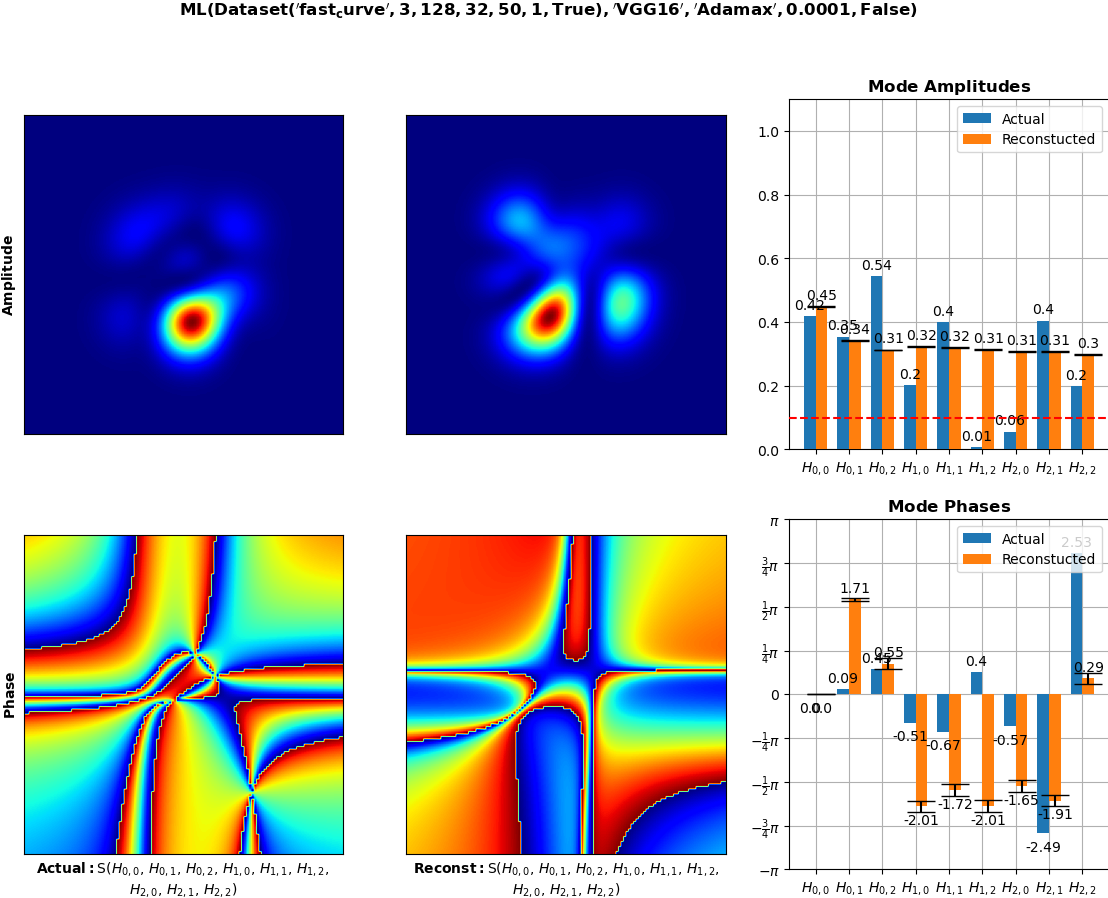 ML(Dataset('fast_curve', 3, 128, 32, 50, 1, True), 'VGG16', 'Adamax', 0.0001, False)
Amplitude
Mode Amplitudes
Actual
Reconstucted
1.0
0.8
0.6
0.4
0.2
0.0
0.42
0.45
0.35
0.34
0.54
0.31
0.2
0.32
0.4
0.32
0.01
0.31
0.06
0.31
0.4
0.31
0.2
0.3
H0,0 H0,1 H0,2 H1,0 H1,1 H1,2 H2,0 H2,1 H2,2
Phase
Actual: S(H0,0, H0,1, H0,2, H1,0, H1,1, H1,2,
H2,0, H2,1, H2,2)
Reconst: S(H0,0, H0,1, H0,2, H1,0, H1,1, H1,2,
H2,0, H2,1, H2,2)
Mode Phases
Actual
Reconstucted
π
3/4π
1/2π
1/4π
0
−1/4π
−1/2π
−3/4π
−π
0.0
0.0
0.09
1.71
0.45
0.55
-0.51
-2.01
-0.67
-1.72
0.4
-2.01
-0.57
-1.65
-2.49
-1.91
2.53
0.29
H0,0 H0,1 H0,2 H1,0 H1,1 H1,2 H2,0 H2,1 H2,2